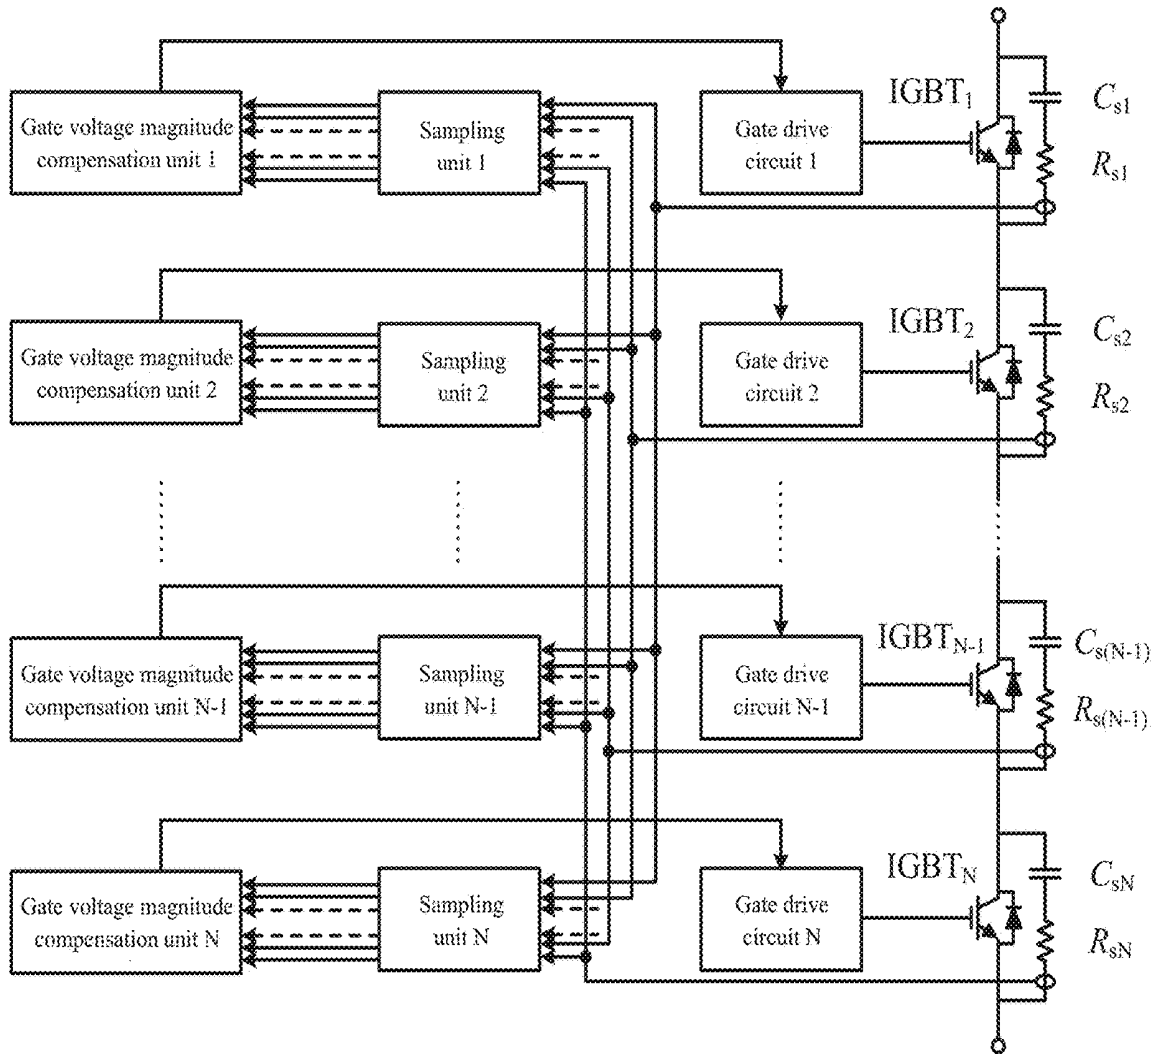 Gate voltage magnitude
compensation unit 1
Sampling
unit 1
Gate drive
circuit 1
IGBT1
Cs1
Rs1
Gate voltage magnitude
compensation unit 2
Sampling
unit 2
Gate drive
circuit 2
IGBT2
Cs2
Rs2
Gate voltage magnitude
compensation unit N-1
Sampling
unit N-1
Gate drive
circuit N-1
IGBTN-1
Cs(N-1)
Rs(N-1)
Gate voltage magnitude
compensation unit N
Sampling
unit N
Gate drive
circuit N
IGBTN
CsN
RsN